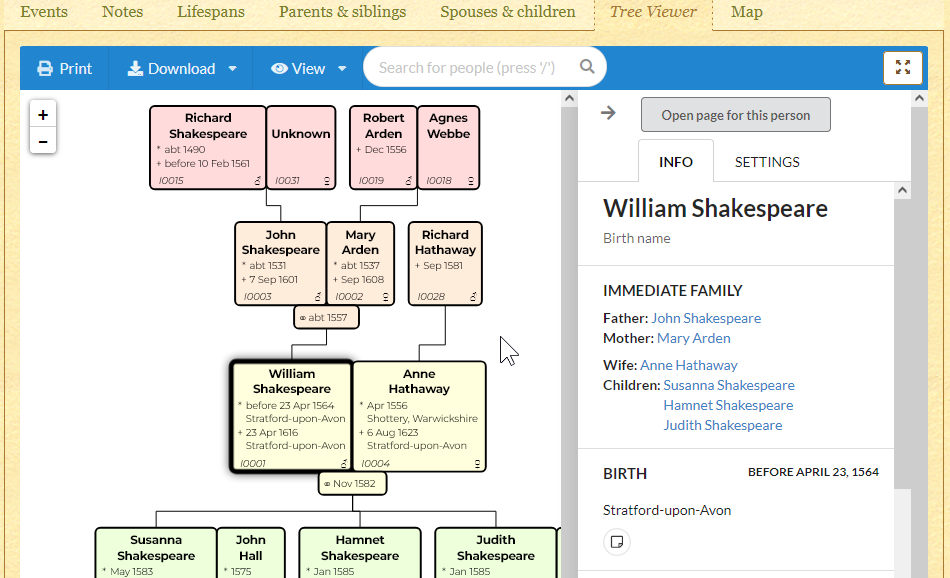 Events Notes Lifespans Parents & siblings Spouses & children Tree Viewer Map
Print Download View Search for people (press '/')
+
−
Richard
Shakespeare
* abt 1490
+ before 10 Feb 1561
I0015
Unknown
I0031
Robert
Arden
+ Dec 1556
I0019
Agnes
Webbe
I0018
John
Shakespeare
* abt 1531
+ 7 Sep 1601
I0003
Mary
Arden
* abt 1537
+ Sep 1608
I0002
Richard
Hathaway
+ Sep 1581
I0028
⚭ abt 1557
William
Shakespeare
* before 23 Apr 1564
Stratford-upon-Avon
+ 23 Apr 1616
Stratford-upon-Avon
I0001
Anne
Hathaway
* Apr 1556
Shottery, Warwickshire
+ 6 Aug 1623
Stratford-upon-Avon
I0004
⚭ Nov 1582
Susanna
Shakespeare
* May 1583
John
Hall
* 1575
Hamnet
Shakespeare
* Jan 1585
Judith
Shakespeare
* Jan 1585
Open page for this person
INFO SETTINGS
William Shakespeare
Birth name
IMMEDIATE FAMILY
Father: John Shakespeare
Mother: Mary Arden
Wife: Anne Hathaway
Children: Susanna Shakespeare
Hamnet Shakespeare
Judith Shakespeare
BIRTH BEFORE APRIL 23, 1564
Stratford-upon-Avon